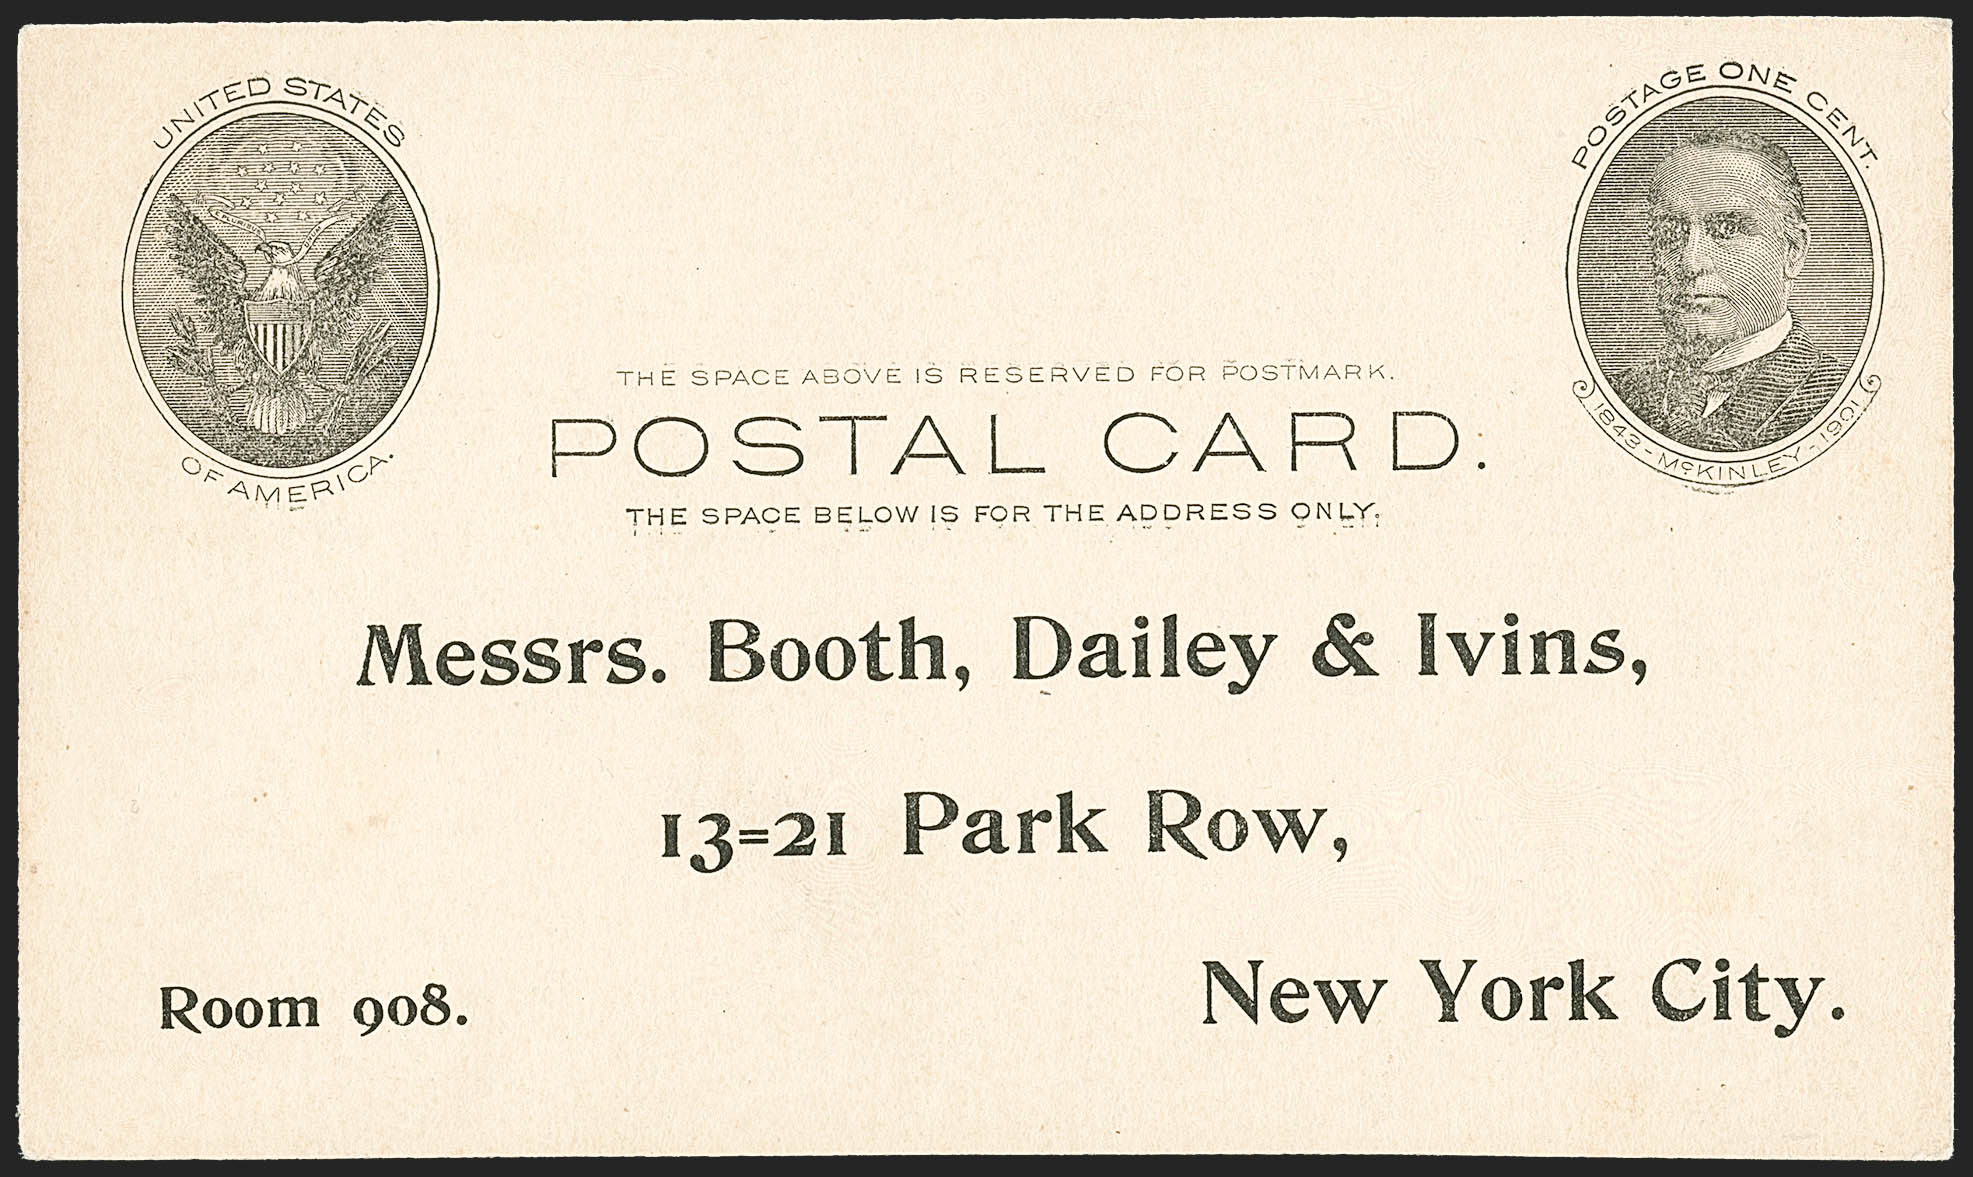 UNITED STATES
OF AMERICA.
POSTAGE ONE CENT.
1843 - McKINLEY - 1901
THE SPACE ABOVE IS RESERVED FOR POSTMARK.
POSTAL CARD.
THE SPACE BELOW IS FOR THE ADDRESS ONLY.
Messrs. Booth, Dailey & Ivins,
13=21 Park Row,
Room 908.
New York City.